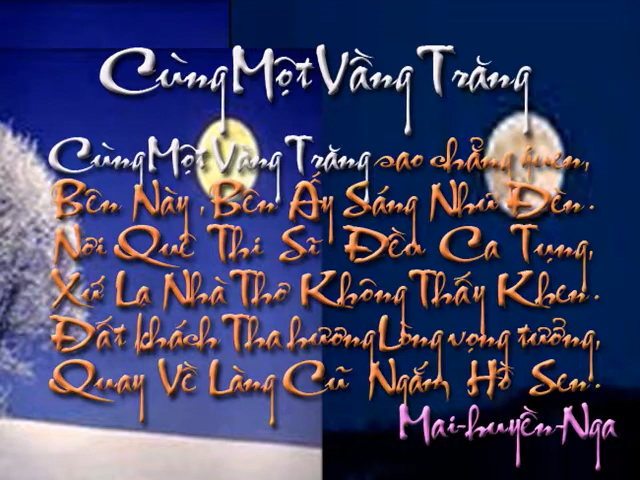 Cùng Một Vầng Trăng
Cùng Một Vầng Trăng sao chẳng quen,
Bên Này, Bên Ấy Sáng Như Đèn.
Nơi Quê Thi Sĩ Đều Ca Tụng,
Xứ Lạ Nhà Thơ Không Thấy Khen.
Đất khách Tha hương Lòng vọng tưởng,
Quay Về Làng Cũ Ngắm Hồ Sen.
Mai-huyền-Nga